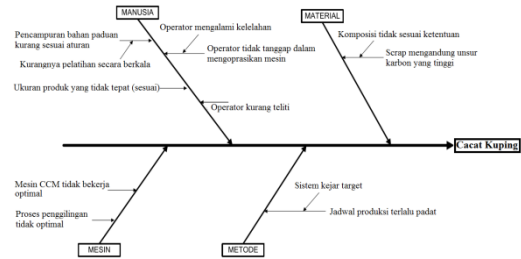 MANUSIA
MATERIAL
Operator mengalami kelelahan
Pencampuran bahan paduan
kurang sesuai aturan
Operator tidak tanggap dalam
mengoprasikan mesin
Kurangnya pelatihan secara berkala
Komposisi tidak sesuai ketentuan
Scrap mengandung unsur
karbon yang tinggi
Ukuran produk yang tidak tepat (sesuai)
Operator kurang teliti
Cacat Kuping
Mesin CCM tidak bekerja
optimal
Sistem kejar target
Proses penggilingan
tidak optimal
Jadwal produksi terlalu padat
MESIN
METODE